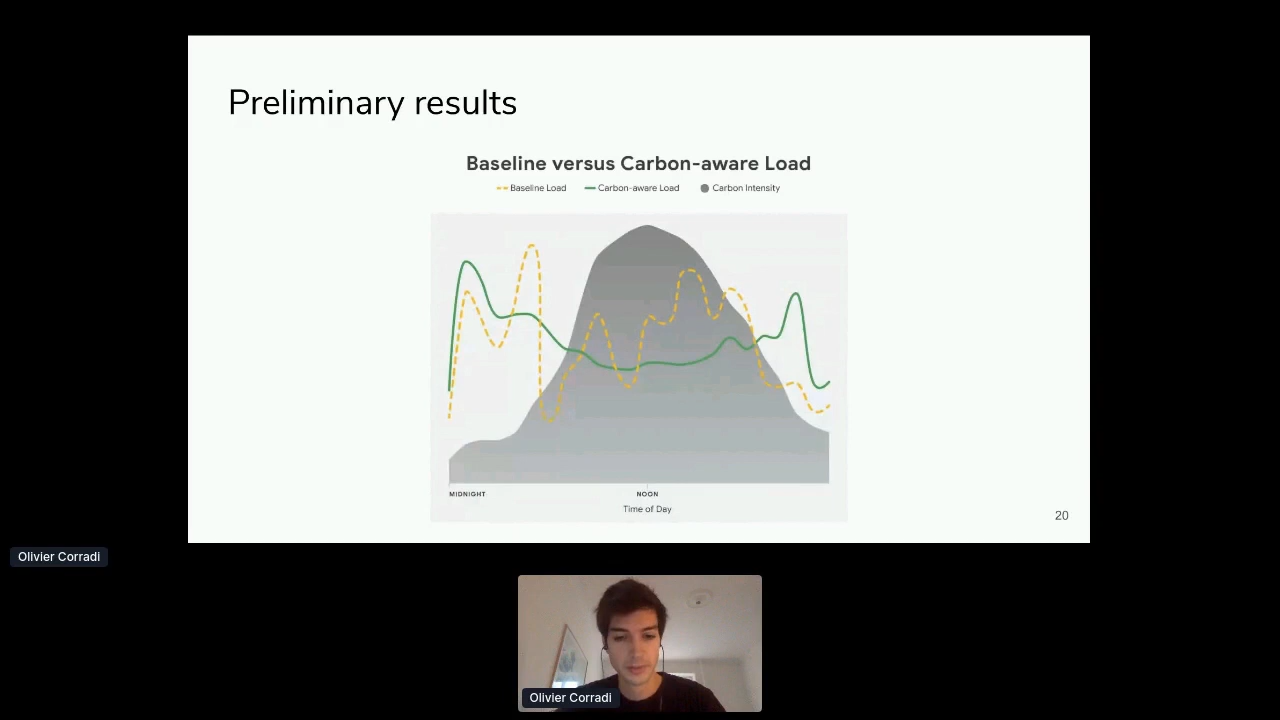 Preliminary results
Baseline versus Carbon-aware Load
Baseline Load Carbon-aware Load Carbon Intensity
MIDNIGHT NOON
Time of Day
20
Olivier Corradi
Olivier Corradi